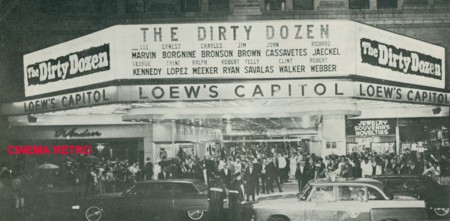 THE DIRTY DOZEN
LEE ERNEST CHARLES JIM JOHN RICHARD
MARVIN BORGNINE BRONSON BROWN CASSAVETES JAECKEL
GEORGE TRINI RALPH ROBERT TELLY CLINT ROBERT
KENNEDY LOPEZ MEEKER RYAN SAVALAS WALKER WEBBER
The Dirty Dozen
The Dirty Dozen
LOEW'S CAPITOL
LOEW'S CAPITOL
LOEW'S CAPITOL
JEWELRY
SOUVENIRS
NOVELTIES
CINEMA RETRO